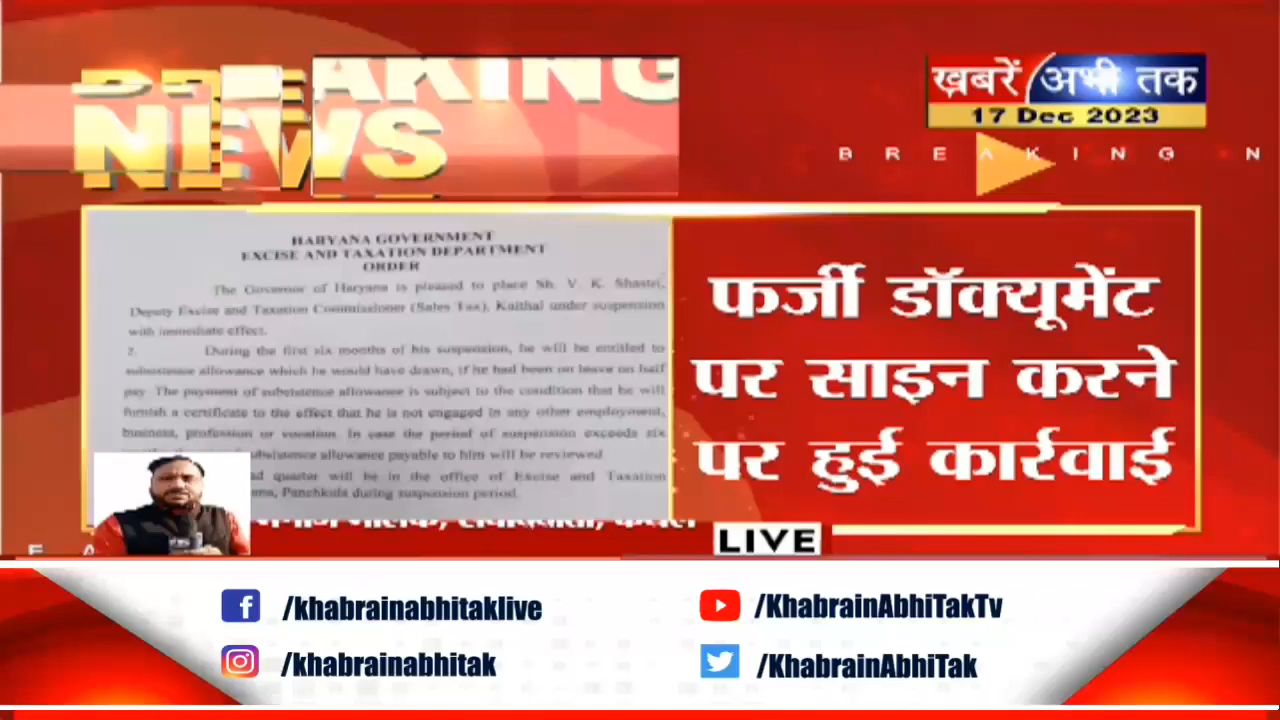 BREAKING
NEWS
ख़बरें अभी तक
17 Dec 2023
BREAKING N
HARYANA GOVERNMENT
EXCISE AND TAXATION DEPARTMENT
ORDER
The Governor of Haryana is pleased to place Sh. V. K. Shastri,
Deputy Excise and Taxation Commissioner (Sales Tax), Kaithal under suspension
with immediate effect.
2. During the first six months of his suspension, he will be entitled to
subsistence allowance which he would have drawn, if he had been on leave on half
pay. The payment of subsistence allowance is subject to the condition that he will
furnish a certificate to the effect that he is not engaged in any other employment,
business, profession or vocation. In case the period of suspension exceeds six
subsistence allowance payable to him will be reviewed
quarter will be in the office of Excise and Taxation
Panchkula during suspension period.
फर्जी डॉक्यूमेंट
पर साइन करने
पर हुई कार्रवाई
LIVE
/khabrainabhitaklive
/KhabrainAbhiTakTv
/khabrainabhitak
/KhabrainAbhiTak